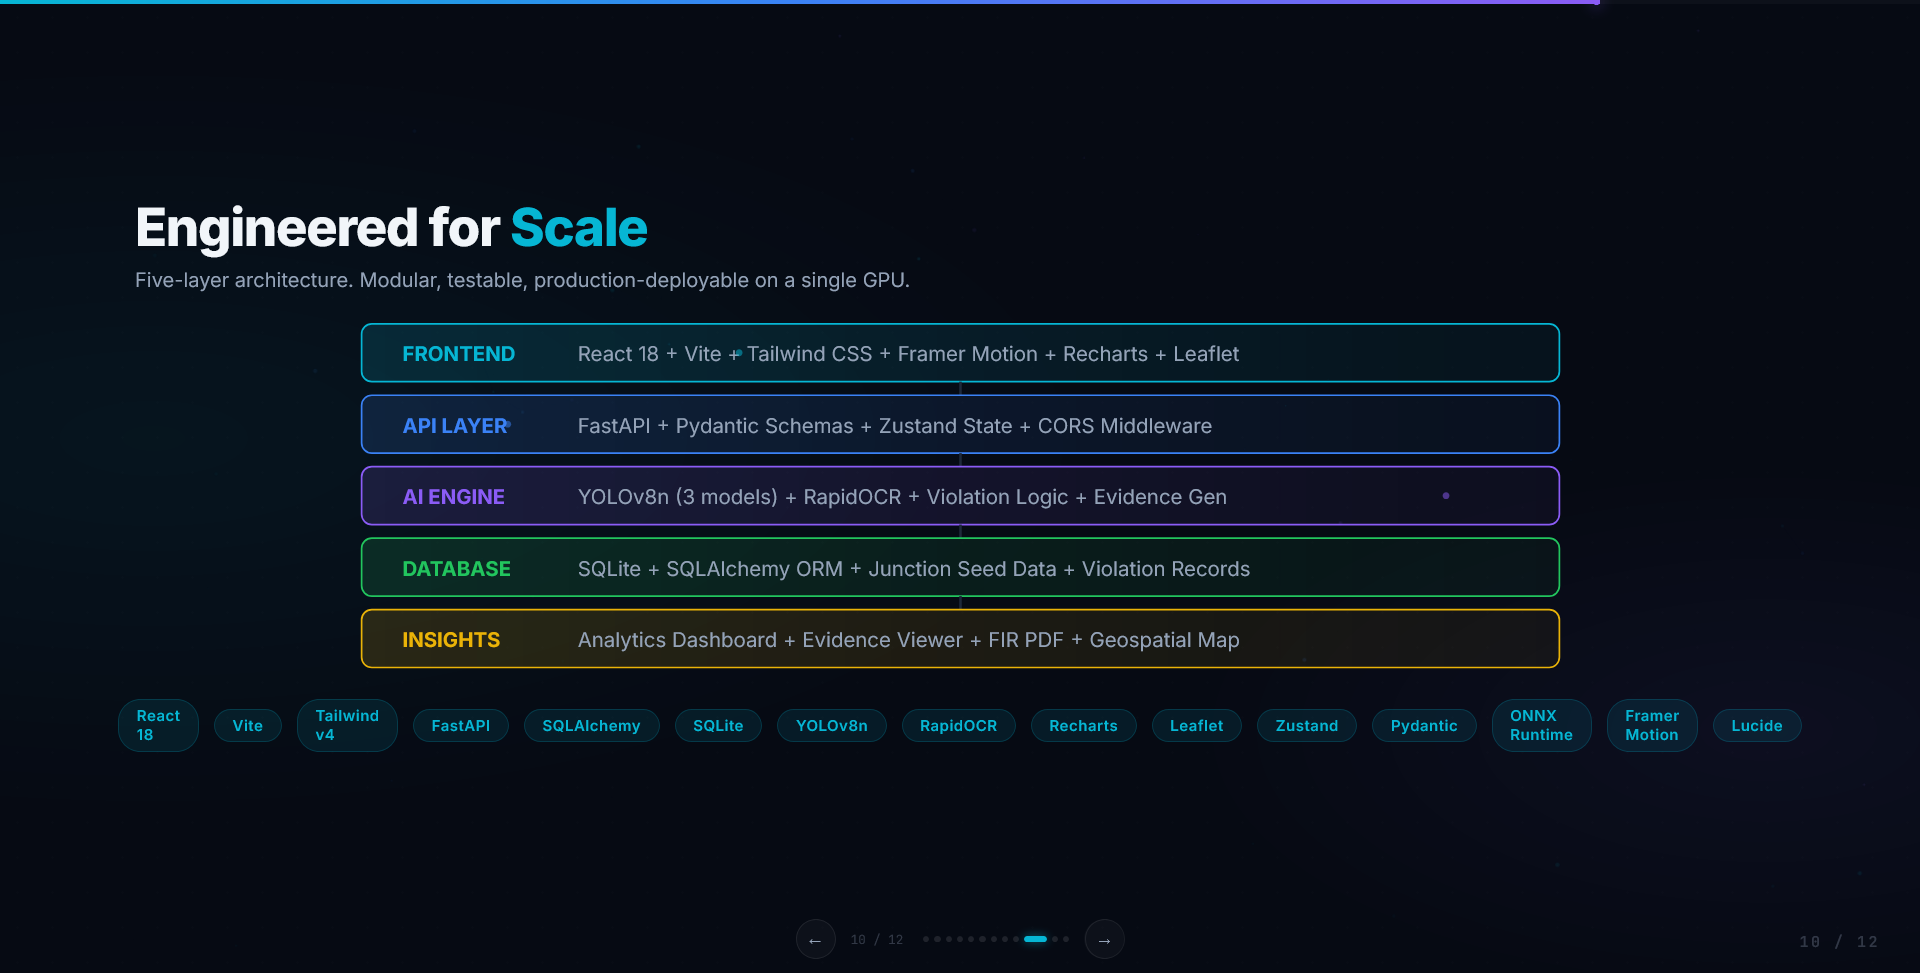 Engineered for Scale
Five-layer architecture. Modular, testable, production-deployable on a single GPU.
FRONTEND React 18 + Vite + Tailwind CSS + Framer Motion + Recharts + Leaflet
API LAYER FastAPI + Pydantic Schemas + Zustand State + CORS Middleware
AI ENGINE YOLOv8n (3 models) + RapidOCR + Violation Logic + Evidence Gen
DATABASE SQLite + SQLAlchemy ORM + Junction Seed Data + Violation Records
INSIGHTS Analytics Dashboard + Evidence Viewer + FIR PDF + Geospatial Map
React
18
Vite
Tailwind
v4
FastAPI
SQLAlchemy
SQLite
YOLOv8n
RapidOCR
Recharts
Leaflet
Zustand
Pydantic
ONNX
Runtime
Framer
Motion
Lucide
← 10 / 12 →
10 / 12